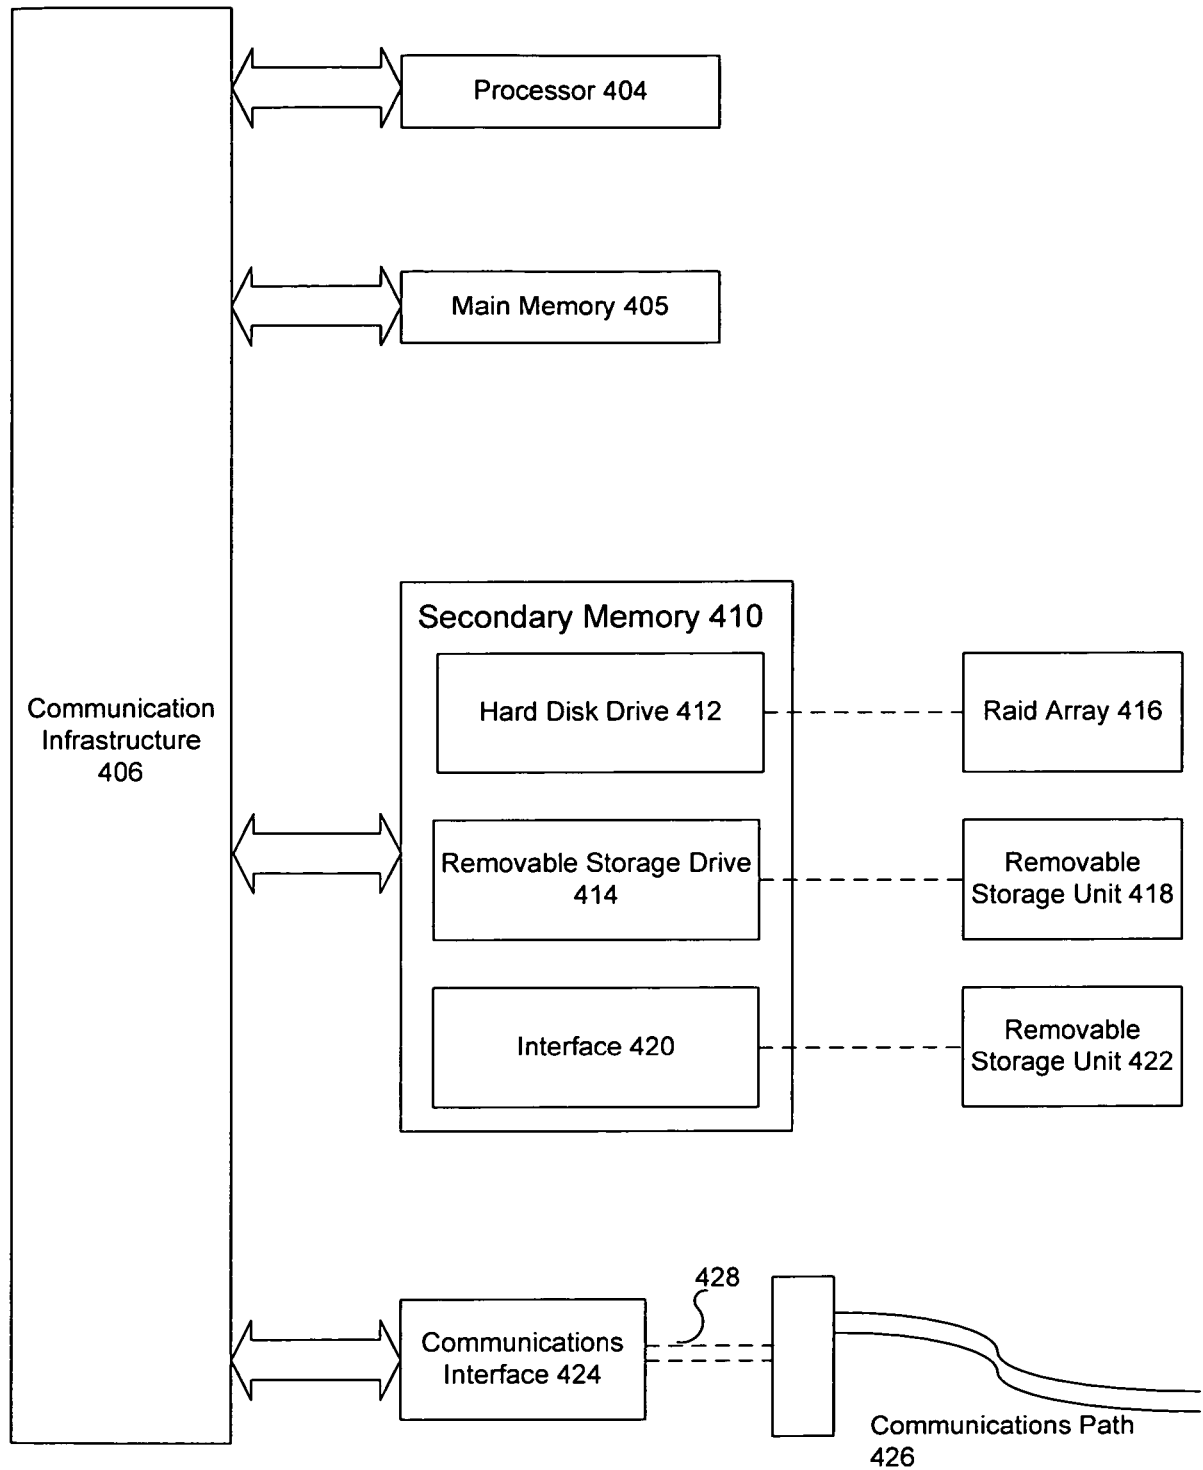 Processor 404
Main Memory 405
Secondary Memory 410
Hard Disk Drive 412
Raid Array 416
Communication
Infrastructure
406
Removable Storage Drive
414
Removable
Storage Unit 418
Interface 420
Removable
Storage Unit 422
428
Communications
Interface 424
Communications Path
426